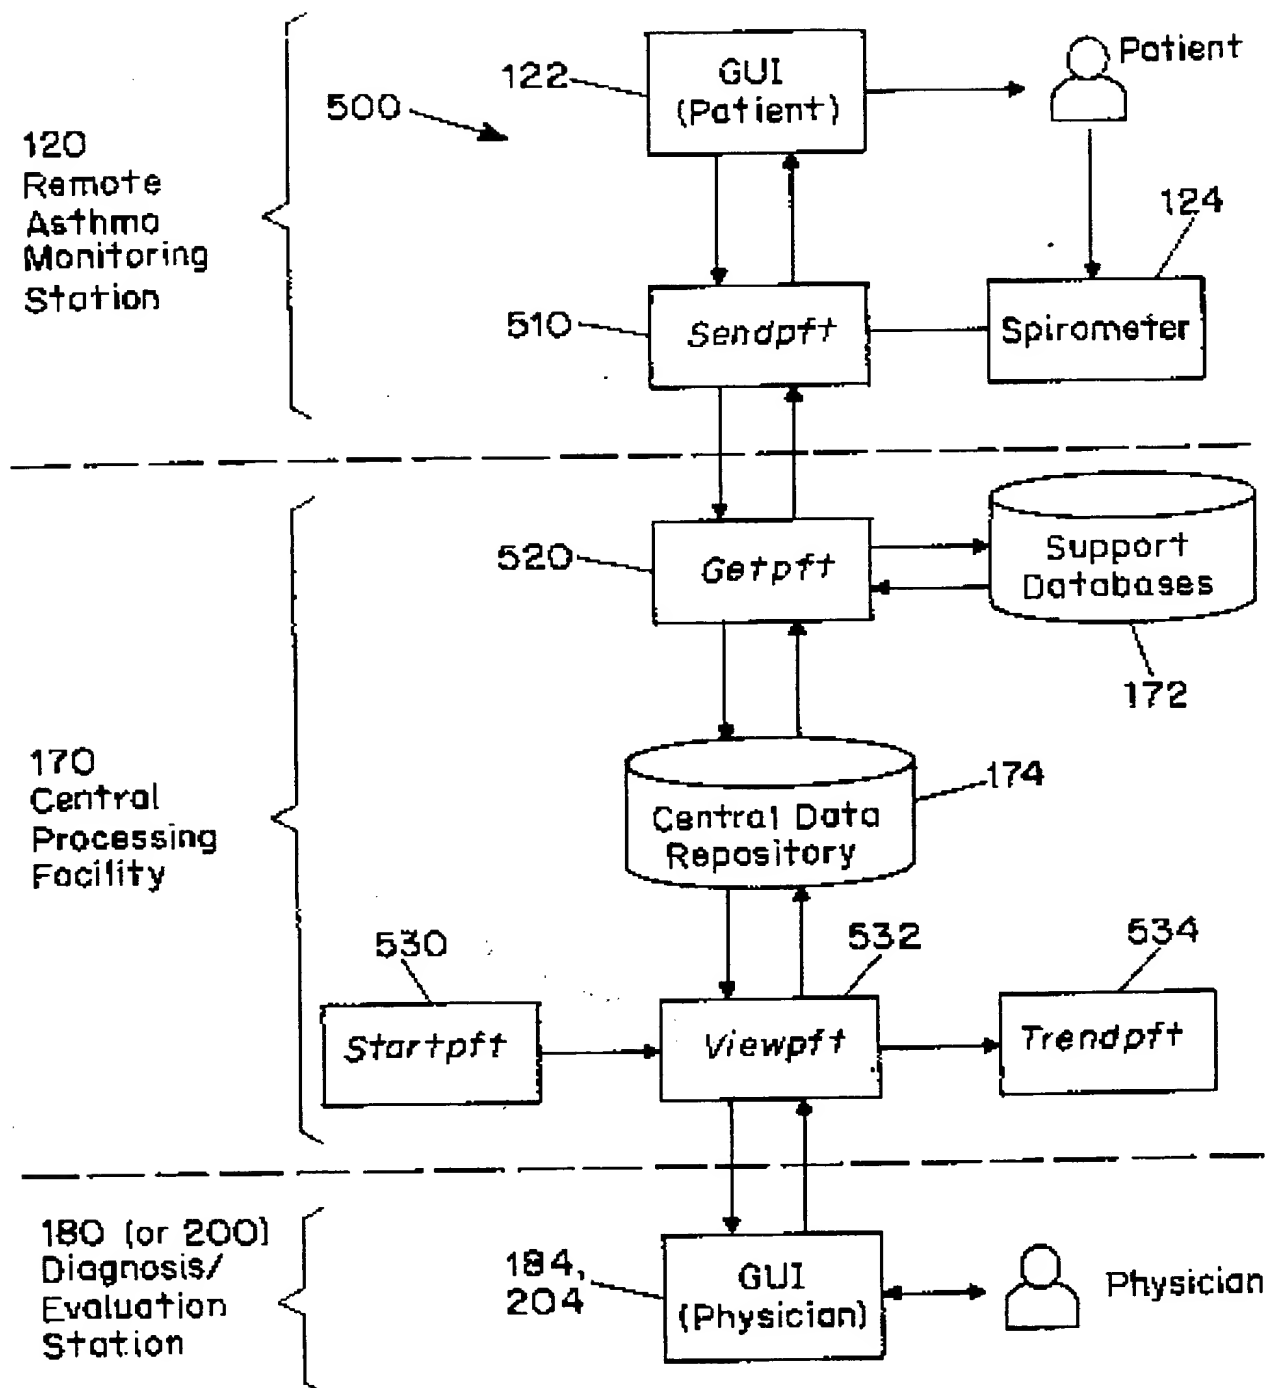 GUI
(Patient)
122
Patient
500
120
Remote
Asthma
Monitoring
Station
124
510
Sendpft
Spirometer
520
Getpft
Support
Databases
172
170
Central
Processing
Facility
174
Central Data
Repository
530
532
534
Startpft
Viewpft
Trendpft
180 (or 200)
Diagnosis/
Evaluation
Station
184,
204
GUI
(Physician)
Physician